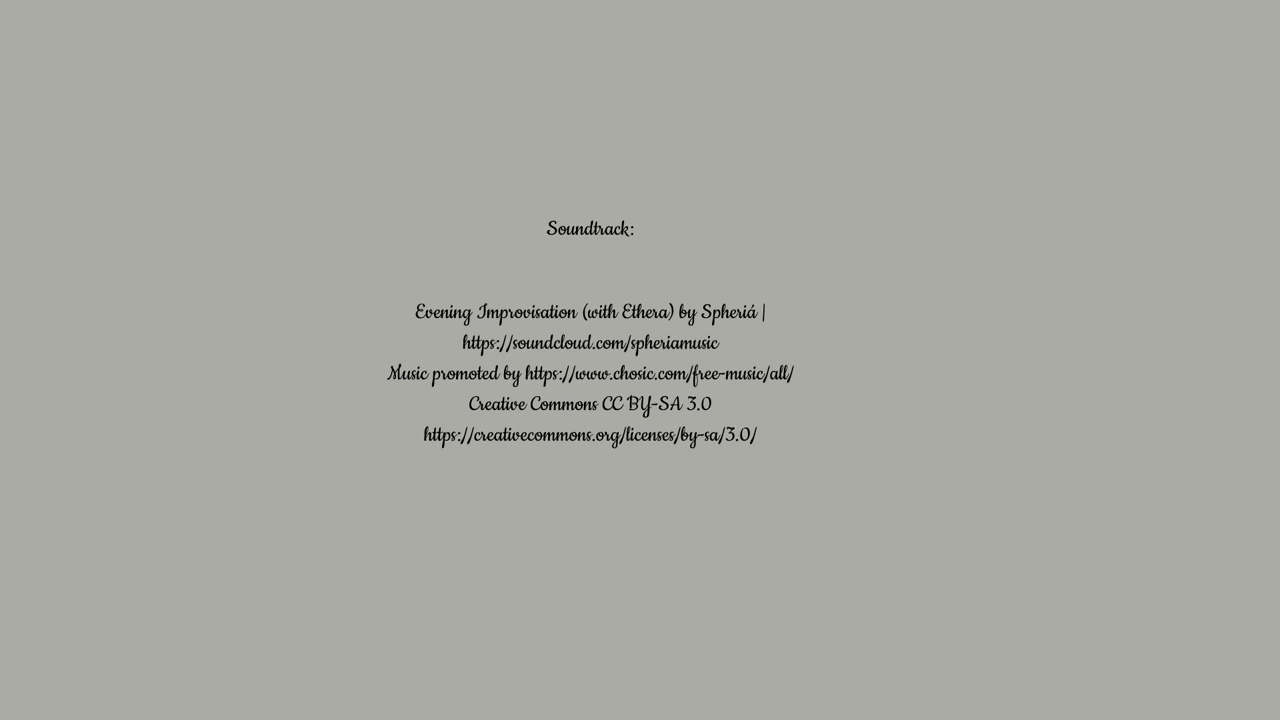 Soundtrack:
Evening Improvisation (with Ethera) by Spheriá |
https://soundcloud.com/spheriamusic
Music promoted by https://www.chosic.com/free-music/all/
Creative Commons CC BY-SA 3.0
https://creativecommons.org/licenses/by-sa/3.0/